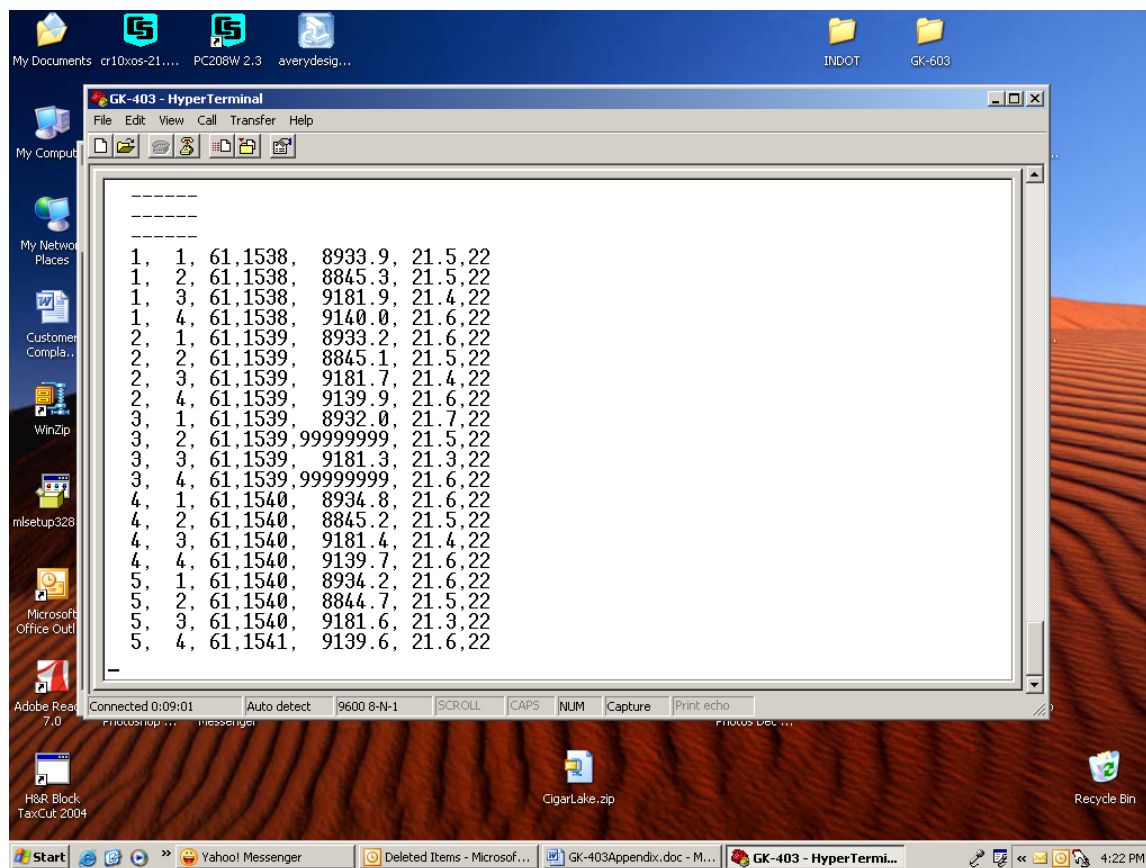 My Documents cr10xos-21.... PC208W 2.3 averydesig... INDOT GK-603
GK-403 - HyperTerminal
File Edit View Call Transfer Help
My Comput
------
------
------
1,  1, 61,1538,  8933.9, 21.5,22
1,  2, 61,1538,  8845.3, 21.5,22
1,  3, 61,1538,  9181.9, 21.4,22
1,  4, 61,1538,  9140.0, 21.6,22
2,  1, 61,1539,  8933.2, 21.6,22
2,  2, 61,1539,  8845.1, 21.5,22
2,  3, 61,1539,  9181.7, 21.4,22
2,  4, 61,1539,  9139.9, 21.6,22
3,  1, 61,1539,  8932.0, 21.7,22
3,  2, 61,1539,99999999, 21.5,22
3,  3, 61,1539,  9181.3, 21.3,22
3,  4, 61,1539,99999999, 21.6,22
4,  1, 61,1540,  8934.8, 21.6,22
4,  2, 61,1540,  8845.2, 21.5,22
4,  3, 61,1540,  9181.4, 21.4,22
4,  4, 61,1540,  9139.7, 21.6,22
5,  1, 61,1540,  8934.2, 21.6,22
5,  2, 61,1540,  8844.7, 21.5,22
5,  3, 61,1540,  9181.6, 21.3,22
5,  4, 61,1541,  9139.6, 21.6,22
My Networ
Places
Customer
Compla..
WinZip
mlsetup328
Microsoft
Office Outl
Adobe Read
7.0
Connected 0:09:01 Auto detect 9600 8-N-1 SCROLL CAPS NUM Capture Print echo
Photoshop ... Messenger Photos Dec ...
H&R Block
TaxCut 2004
CigarLake.zip
Recycle Bin
Start » Yahoo! Messenger Deleted Items - Microsof... GK-403Appendix.doc - M... GK-403 - HyperTermi... « 4:22 PM